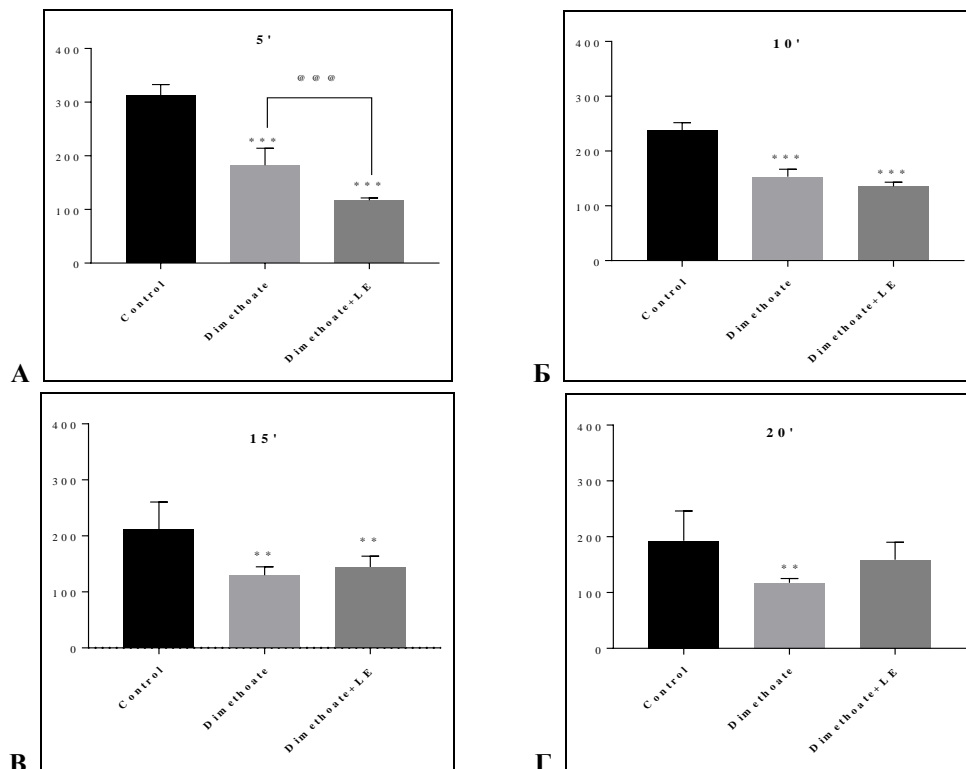 5'
400
300
200
100
0
@ @ @
* * *
* * *
Control
Dimethoate
Dimethoate+LE
А
10'
400
300
200
100
0
* * *
* * *
Control
Dimethoate
Dimethoate+LE
Б
15'
400
300
200
100
0
* *
* *
Control
Dimethoate
Dimethoate+LE
В
20'
400
300
200
100
0
* *
Control
Dimethoate
Dimethoate+LE
Г